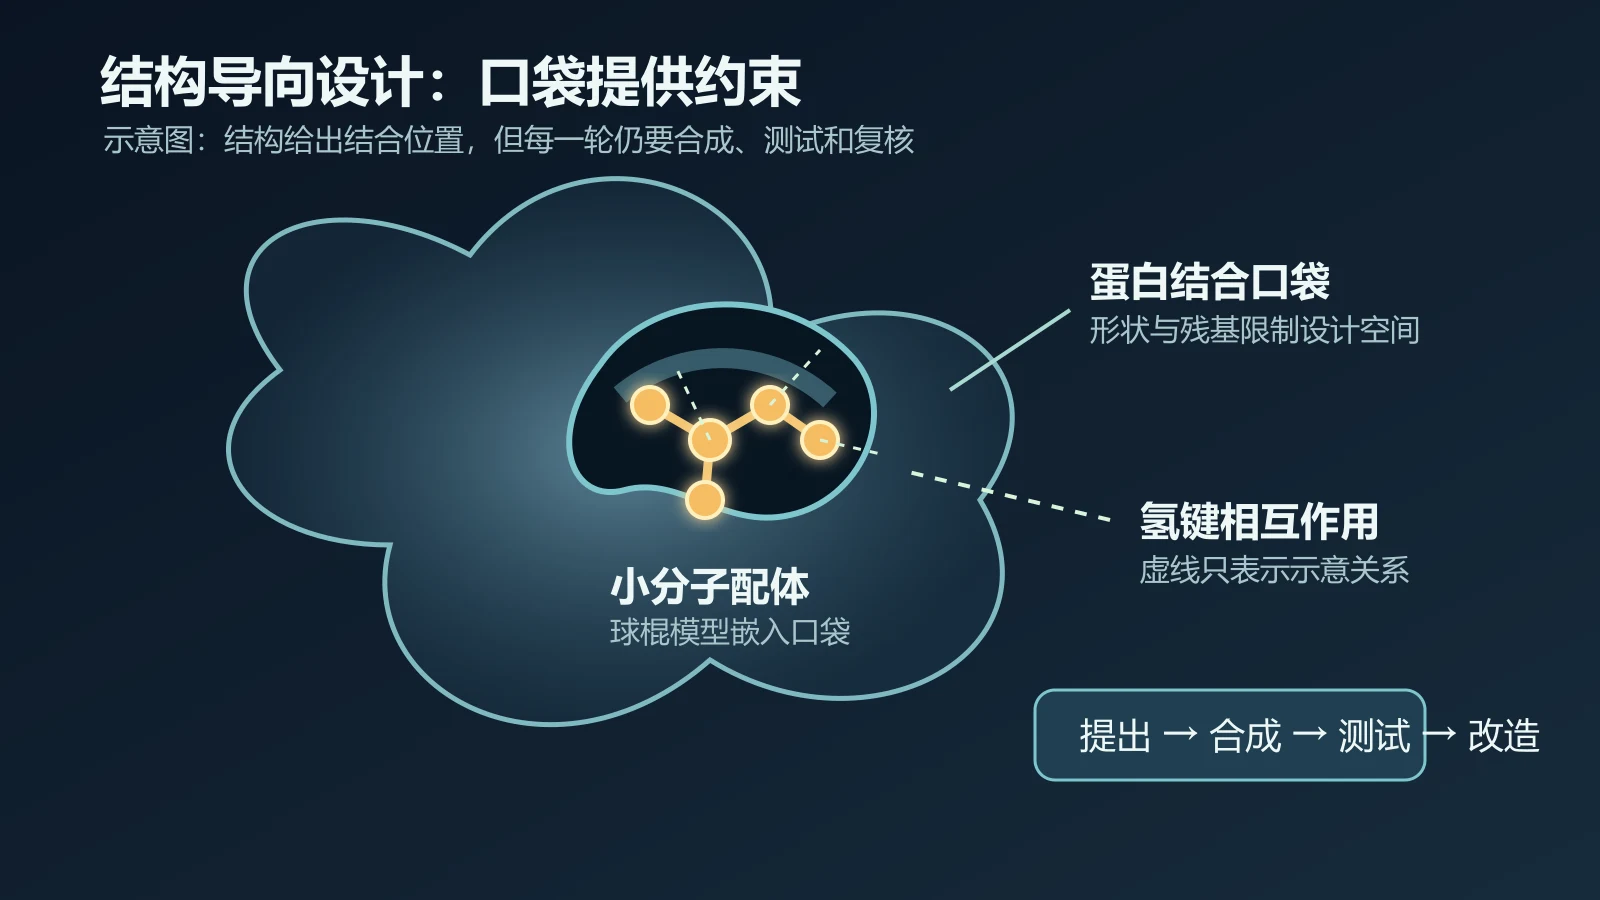 结构导向设计：口袋提供约束
示意图：结构给出结合位置，但每一轮仍要合成、测试和复核
蛋白结合口袋
形状与残基限制设计空间
氢键相互作用
虚线只表示示意关系
小分子配体
球棍模型嵌入口袋
提出 → 合成 → 测试 → 改造